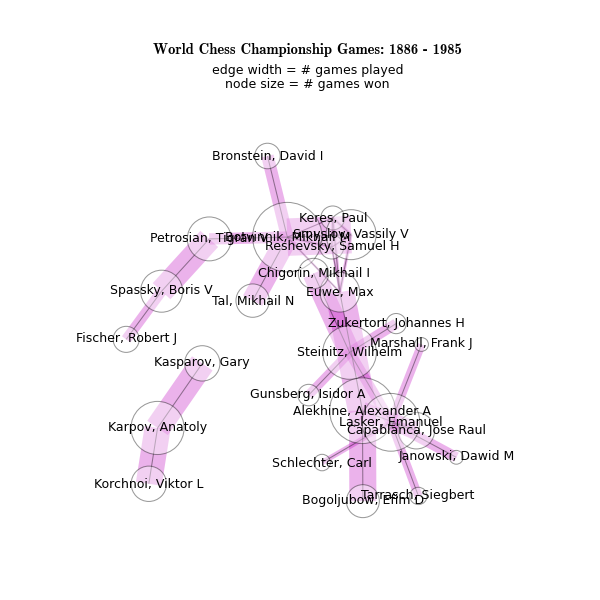 World Chess Championship Games: 1886 - 1985
edge width = # games played
node size = # games won
Bronstein, David I
Keres, Paul
Petrosian, Tigran V
Botvinnik, Mikhail M
Smyslov, Vassily V
Reshevsky, Samuel H
Chigorin, Mikhail I
Spassky, Boris V
Euwe, Max
Tal, Mikhail N
Zukertort, Johannes H
Fischer, Robert J
Marshall, Frank J
Steinitz, Wilhelm
Kasparov, Gary
Gunsberg, Isidor A
Alekhine, Alexander A
Lasker, Emanuel
Karpov, Anatoly
Capablanca, Jose Raul
Janowski, Dawid M
Schlechter, Carl
Korchnoi, Viktor L
Tarrasch, Siegbert
Bogoljubow, Efim D